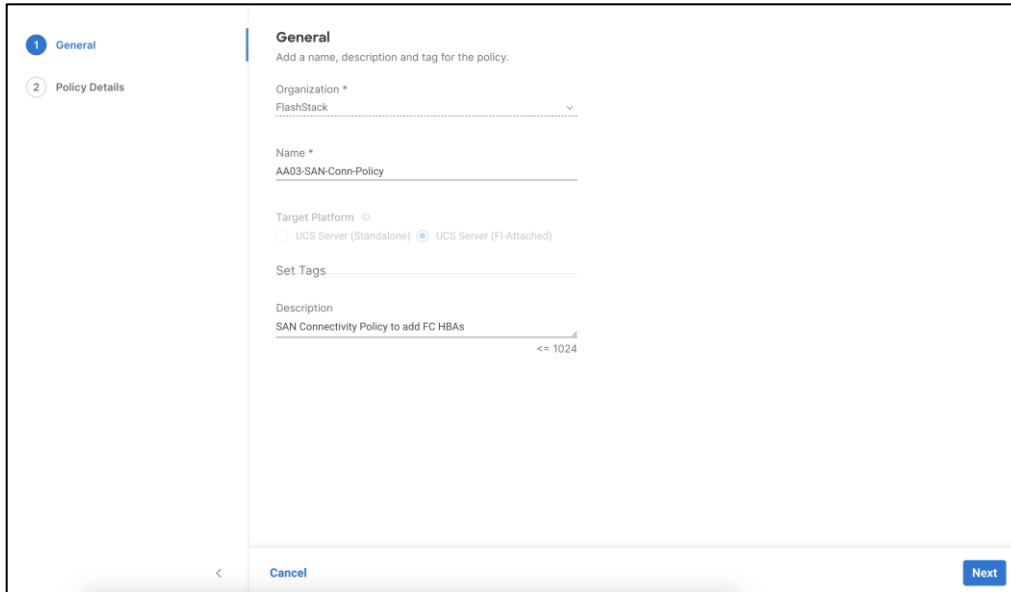 1 General
2 Policy Details
General
Add a name, description and tag for the policy.
Organization *
FlashStack
Name *
AA03-SAN-Conn-Policy
Target Platform
UCS Server (Standalone) UCS Server (FI-Attached)
Set Tags
Description
SAN Connectivity Policy to add FC HBAs
<= 1024
Cancel
Next